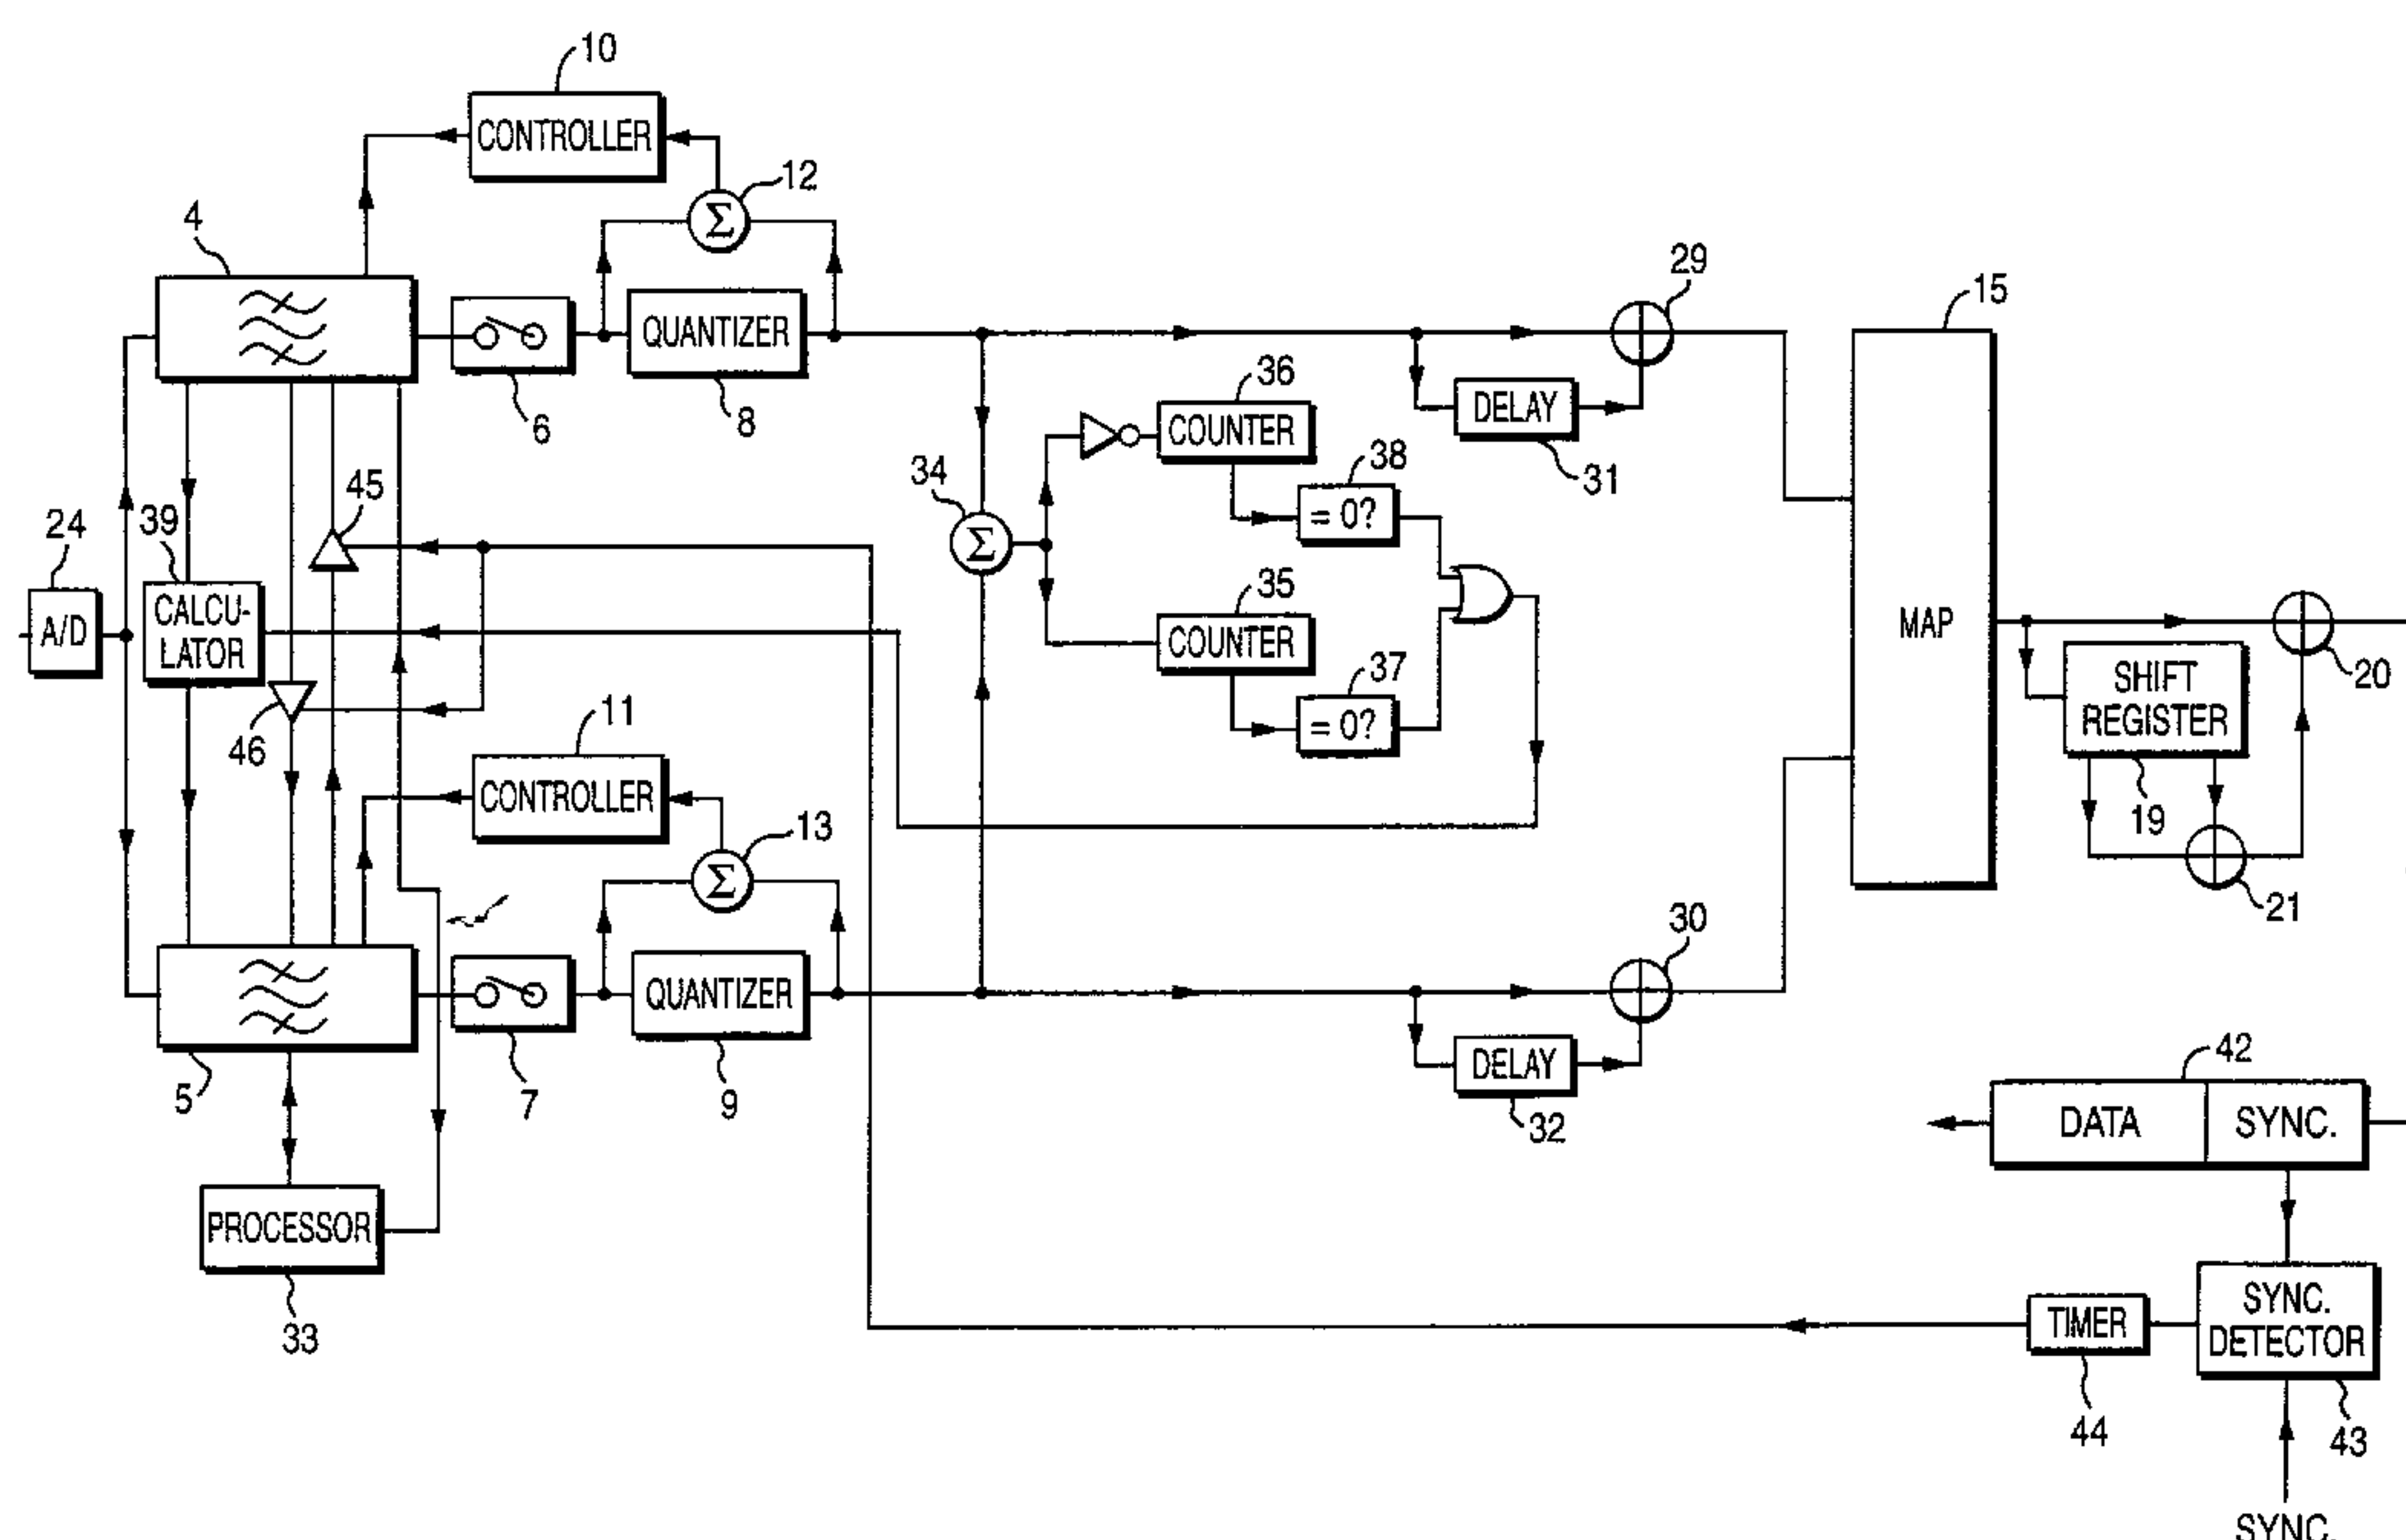 10
CONTROLLER
12
Σ
4
29
15
QUANTIZER
6
8
36
COUNTER
DELAY
31
38
= 0?
34
Σ
45
24
39
A/D
CALCU-
LATOR
35
COUNTER
37
= 0?
MAP
20
SHIFT
REGISTER
19
21
46
11
CONTROLLER
13
Σ
30
QUANTIZER
5
7
9
DELAY
32
42
DATA
SYNC.
PROCESSOR
33
SYNC.
DETECTOR
TIMER
44
43
SYNC.